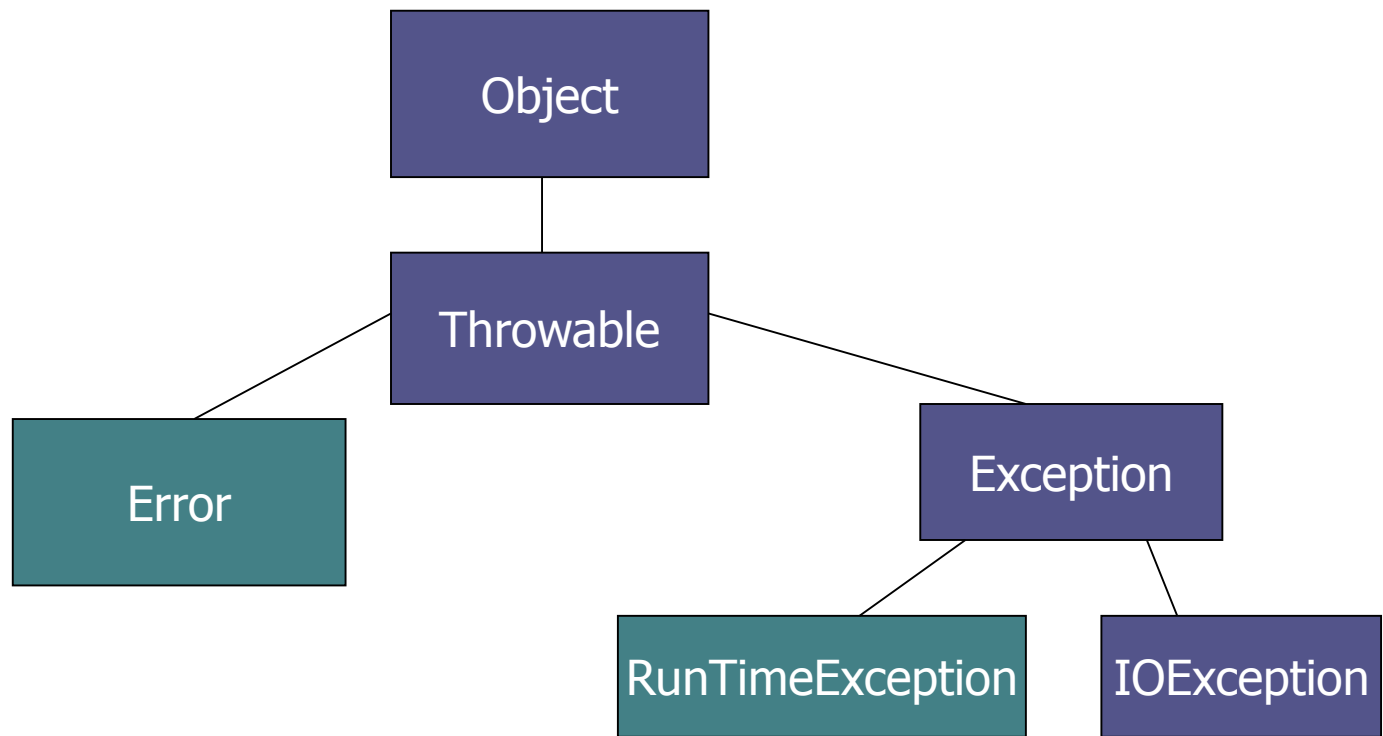 Object
Throwable
Error
Exception
RunTimeException
IOException